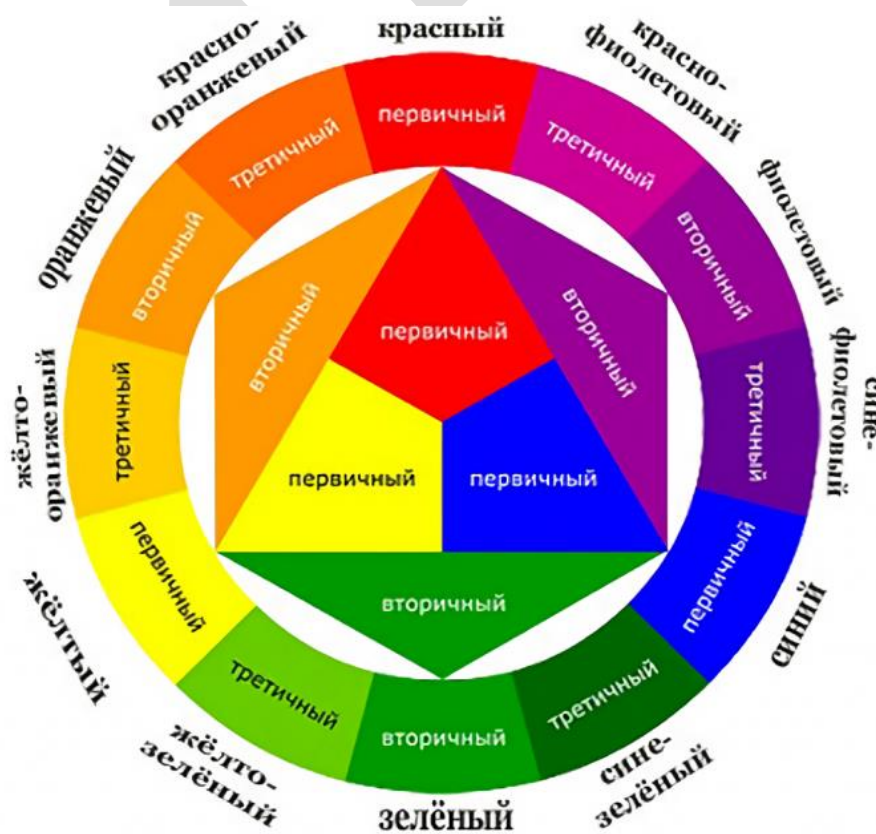 красный
красно-
фиолетовый
фиолетовый
сине-
фиолетовый
синий
сине-
зелёный
зелёный
жёлто-
зелёный
жёлтый
жёлто-
оранжевый
оранжевый
красно-
оранжевый
первичный
третичный
вторичный
третичный
первичный
третичный
вторичный
третичный
первичный
третичный
вторичный
третичный
первичный
вторичный
вторичный
первичный
первичный
вторичный